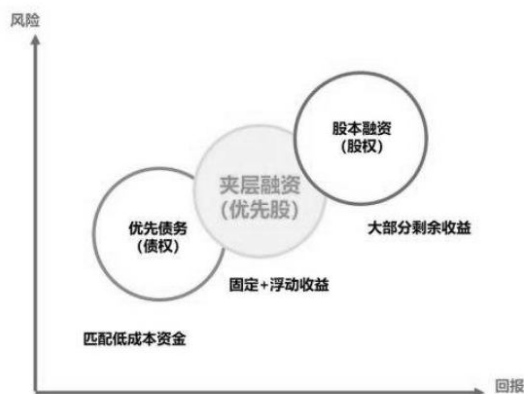 风险
股本融资
(股权)
夹层融资
(优先股)
优先债务
(债权)
大部分剩余收益
固定+浮动收益
匹配低成本资金
回报